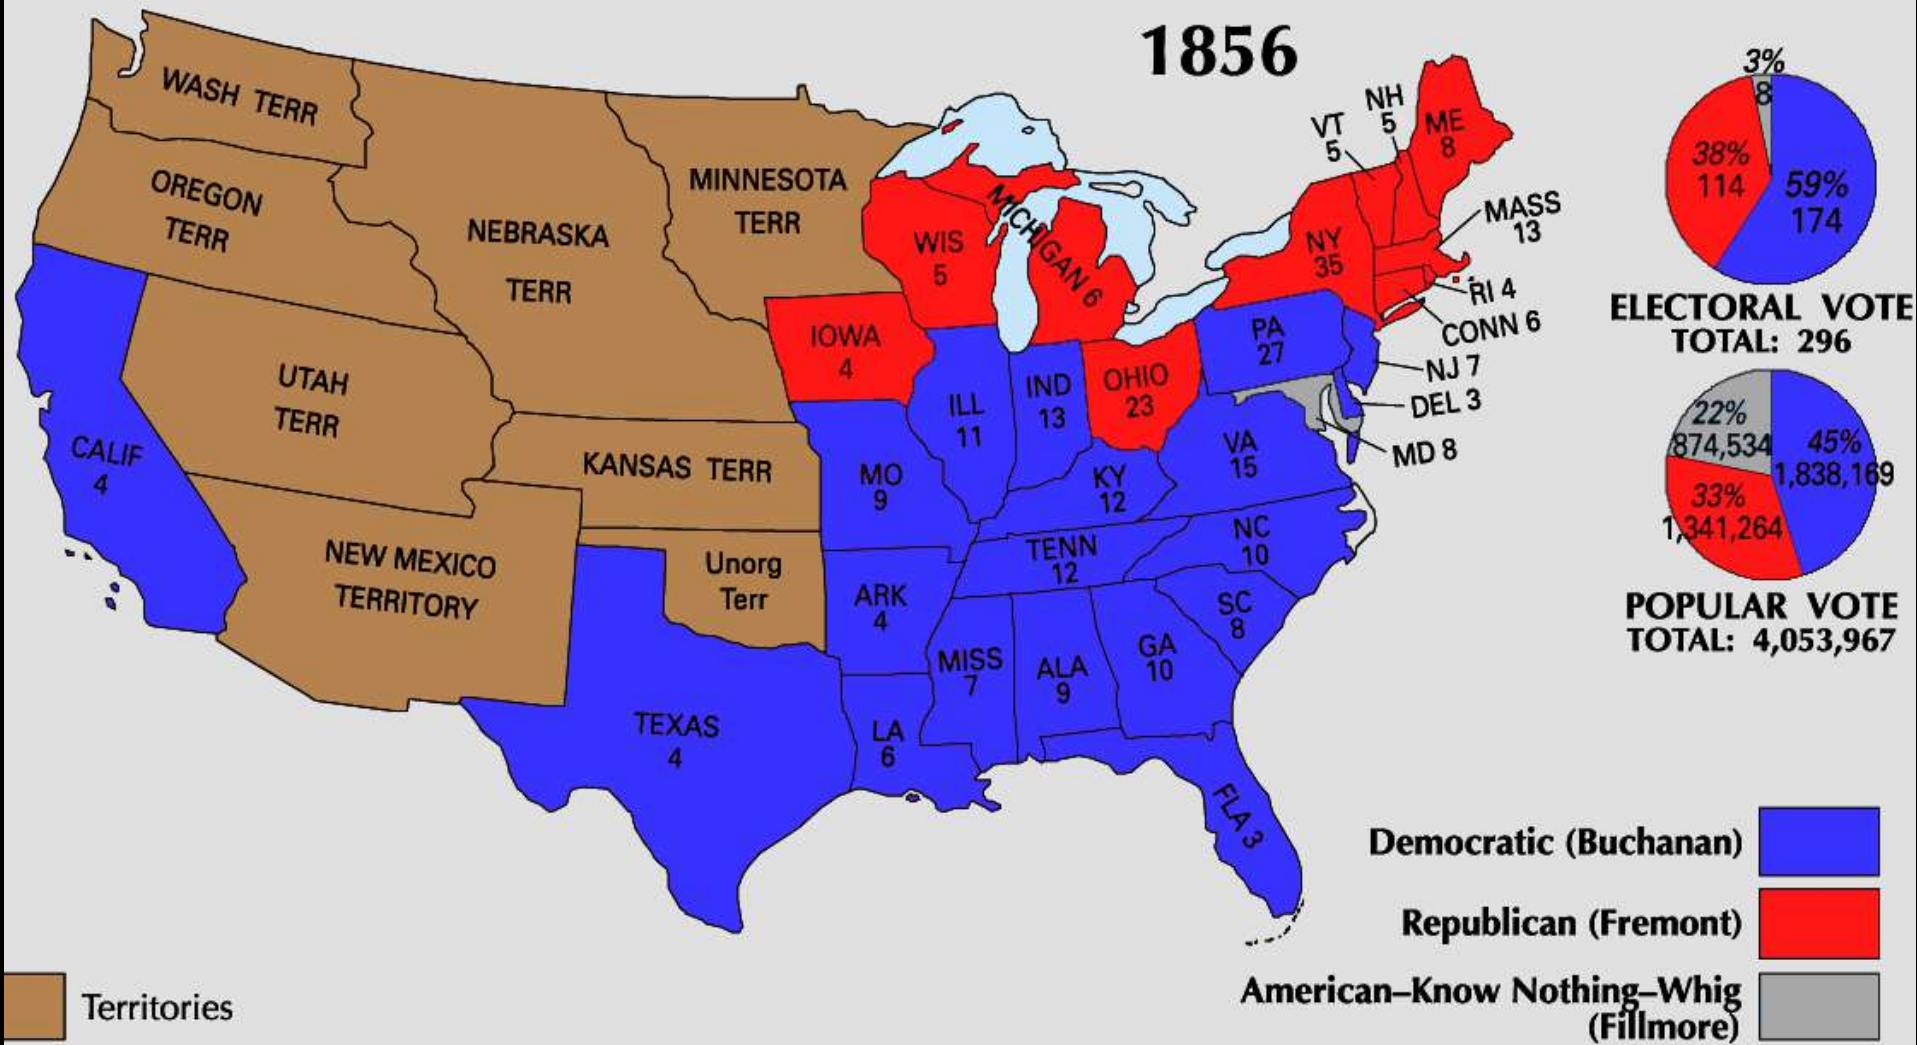 1856
WASH TERR
OREGON
TERR
NEBRASKA
TERR
MINNESOTA
TERR
UTAH
TERR
KANSAS TERR
NEW MEXICO
TERRITORY
Unorg
Terr
CALIF
4
TEXAS
4
WIS
5
MICHIGAN 6
IOWA
4
ILL
11
IND
13
OHIO
23
MO
9
KY
12
TENN
12
ARK
4
LA
6
MISS
7
ALA
9
GA
10
FLA 3
SC
8
NC
10
VA
15
PA
27
NY
35
VT
5
NH
5
ME
8
MASS
13
RI 4
CONN 6
NJ 7
DEL 3
MD 8
3%
8
38%
114
59%
174
ELECTORAL VOTE
TOTAL: 296
22%
874,534
45%
1,838,169
33%
1,341,264
POPULAR VOTE
TOTAL: 4,053,967
Democratic (Buchanan)
Republican (Fremont)
American–Know Nothing–Whig
(Fillmore)
Territories